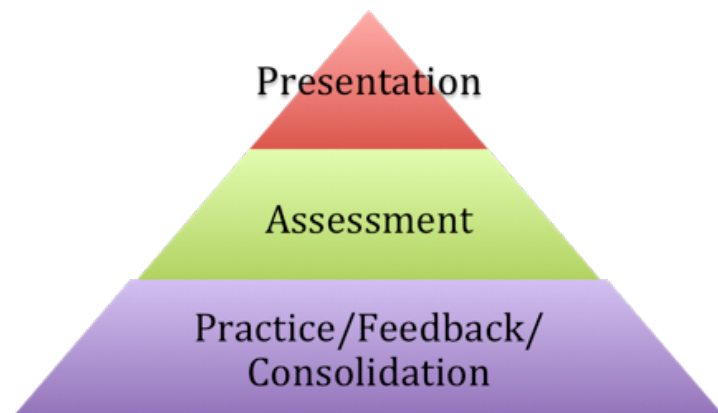 Presentation
Assessment
Practice/Feedback/
Consolidation